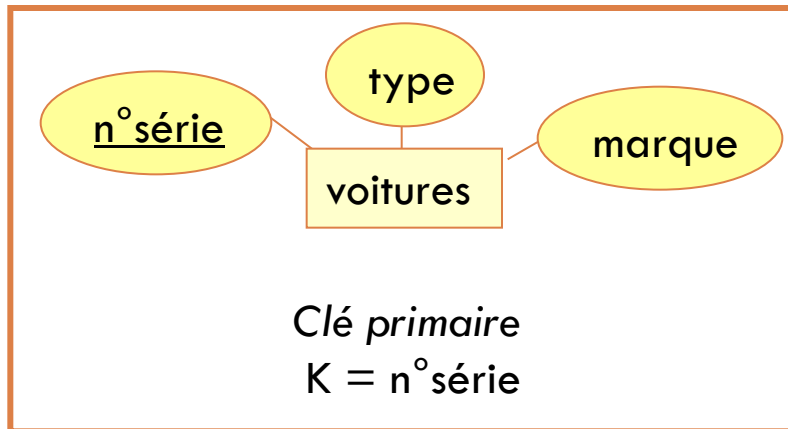 type
n°série
marque
voitures
Clé primaire
K = n°série